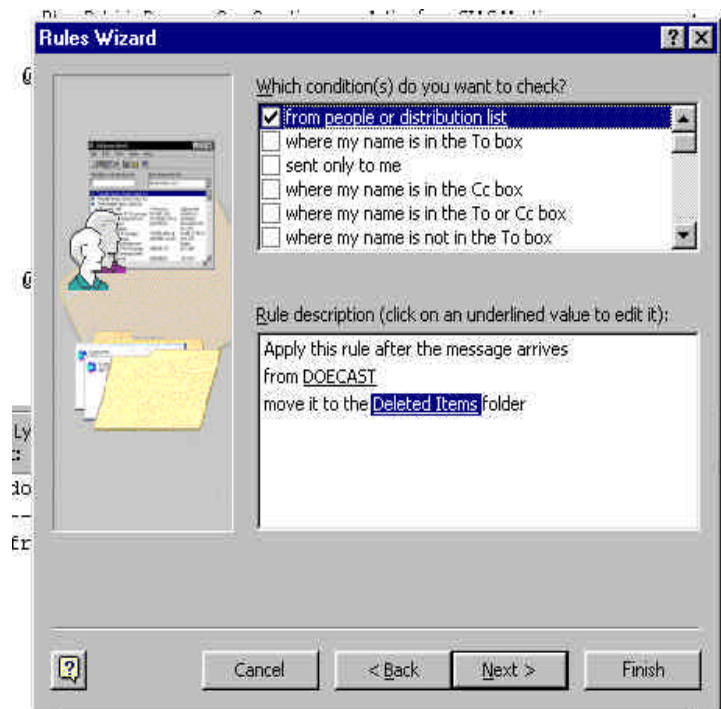 Rules Wizard
Which condition(s) do you want to check?
from people or distribution list
where my name is in the To box
sent only to me
where my name is in the Cc box
where my name is in the To or Cc box
where my name is not in the To box
Rule description (click on an underlined value to edit it):
Apply this rule after the message arrives
from DOECAST
move it to the Deleted Items folder
@
@
Ly
do
--
fr
Cancel
< Back
Next >
Finish